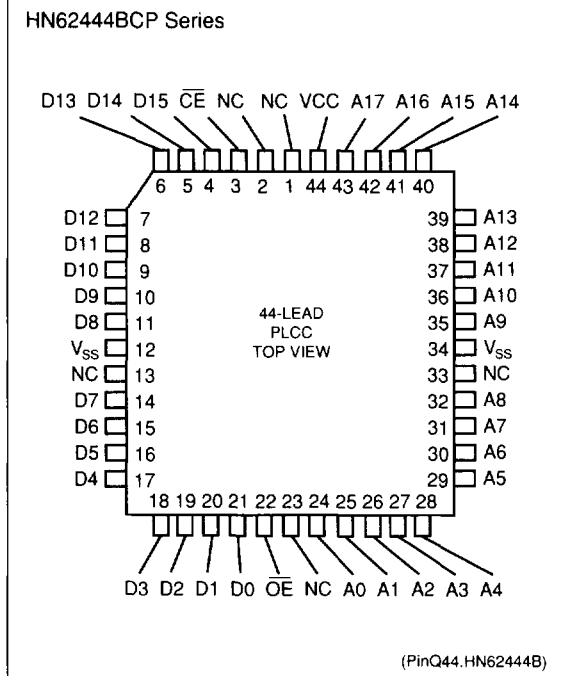 HN62444BCP Series
D13 D14 D15 C̅E̅ NC NC VCC A17 A16 A15 A14
6 5 4 3 2 1 44 43 42 41 40
D12 7 39 A13
D11 8 38 A12
D10 9 37 A11
D9 10 36 A10
D8 11 35 A9
VSS 12 34 VSS
NC 13 33 NC
D7 14 32 A8
D6 15 31 A7
D5 16 30 A6
D4 17 29 A5
44-LEAD
PLCC
TOP VIEW
18 19 20 21 22 23 24 25 26 27 28
D3 D2 D1 D0 O̅E̅ NC A0 A1 A2 A3 A4
(PinQ44.HN62444B)